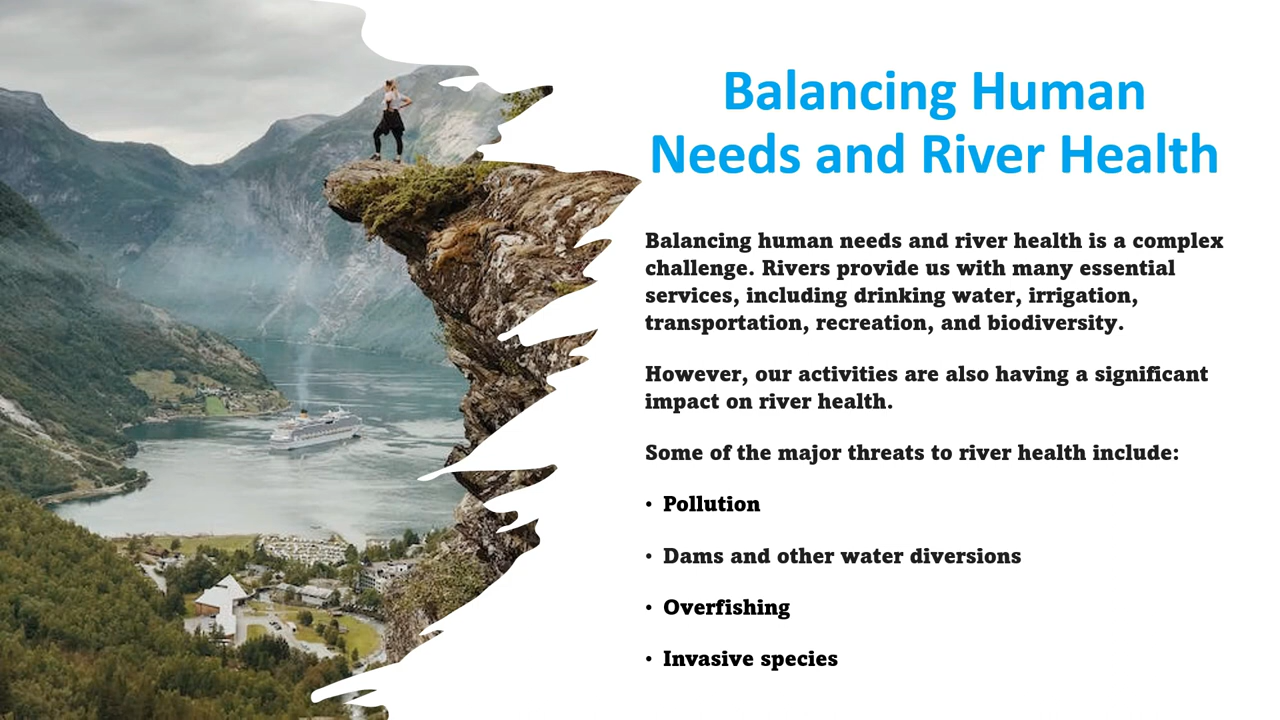 Balancing Human
Needs and River Health
Balancing human needs and river health is a complex
challenge. Rivers provide us with many essential
services, including drinking water, irrigation,
transportation, recreation, and biodiversity.
However, our activities are also having a significant
impact on river health.
Some of the major threats to river health include:
• Pollution
• Dams and other water diversions
• Overfishing
• Invasive species